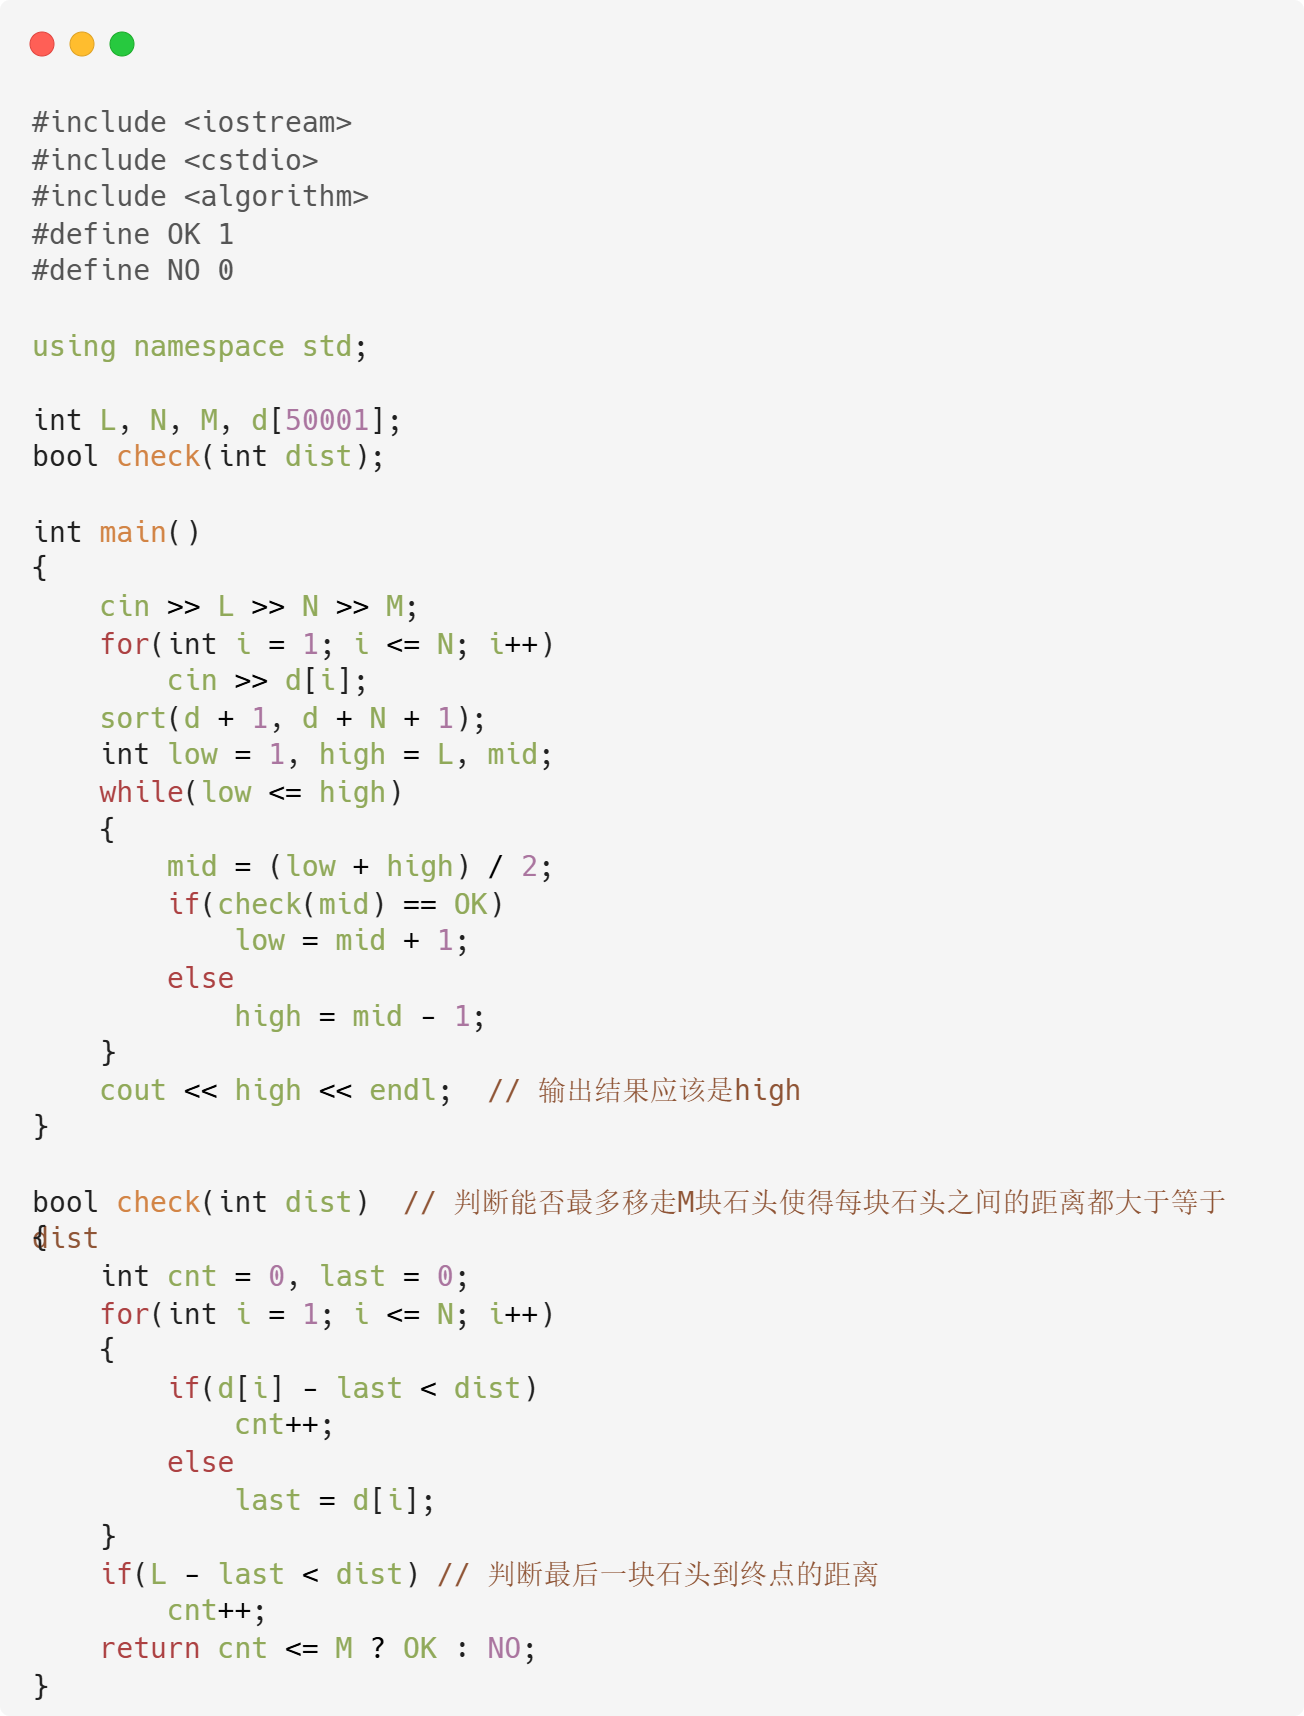 #include <iostream>
#include <cstdio>
#include <algorithm>
#define OK 1
#define NO 0

using namespace std;

int L, N, M, d[50001];
bool check(int dist);

int main()
{
    cin >> L >> N >> M;
    for(int i = 1; i <= N; i++)
        cin >> d[i];
    sort(d + 1, d + N + 1);
    int low = 1, high = L, mid;
    while(low <= high)
    {
        mid = (low + high) / 2;
        if(check(mid) == OK)
            low = mid + 1;
        else
            high = mid - 1;
    }
    cout << high << endl;  // 输出结果应该是high
}

bool check(int dist)  // 判断能否最多移走M块石头使得每块石头之间的距离都大于等于
dist
{
    int cnt = 0, last = 0;
    for(int i = 1; i <= N; i++)
    {
        if(d[i] - last < dist)
            cnt++;
        else
            last = d[i];
    }
    if(L - last < dist) // 判断最后一块石头到终点的距离
        cnt++;
    return cnt <= M ? OK : NO;
}